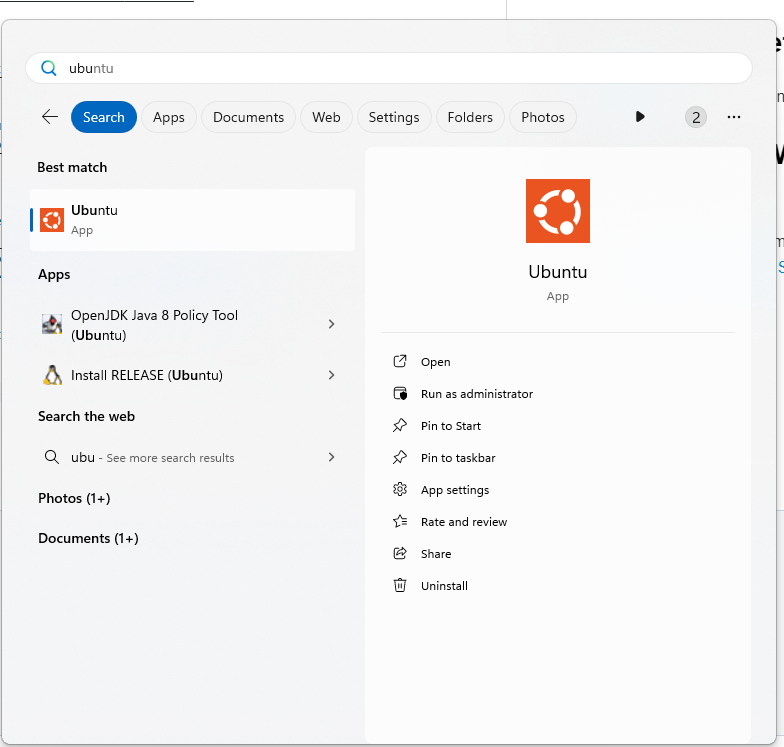 ubuntu
Search Apps Documents Web Settings Folders Photos 2
Best match
Ubuntu
App
Apps
OpenJDK Java 8 Policy Tool
(Ubuntu)
Install RELEASE (Ubuntu)
Search the web
ubu - See more search results
Photos (1+)
Documents (1+)
Ubuntu
App
Open
Run as administrator
Pin to Start
Pin to taskbar
App settings
Rate and review
Share
Uninstall